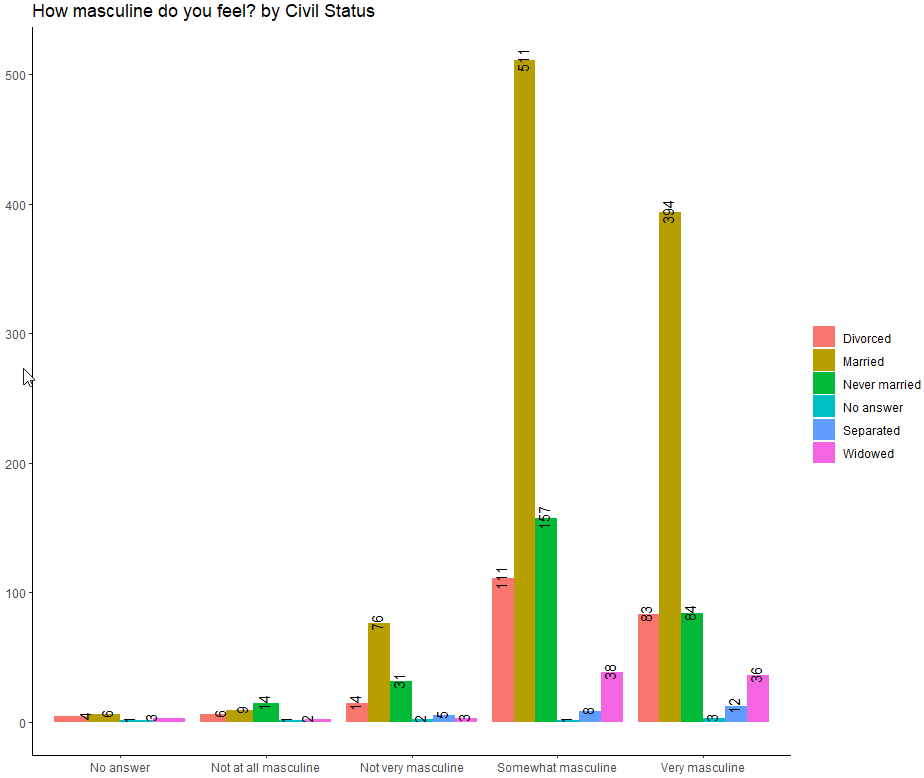 How masculine do you feel? by Civil Status
500
400
300
200
100
0
4
6
1
3
6
9
14
1
2
14
76
31
2
5
3
111
511
157
1
8
38
83
394
84
3
12
36
No answer
Not at all masculine
Not very masculine
Somewhat masculine
Very masculine
Divorced
Married
Never married
No answer
Separated
Widowed